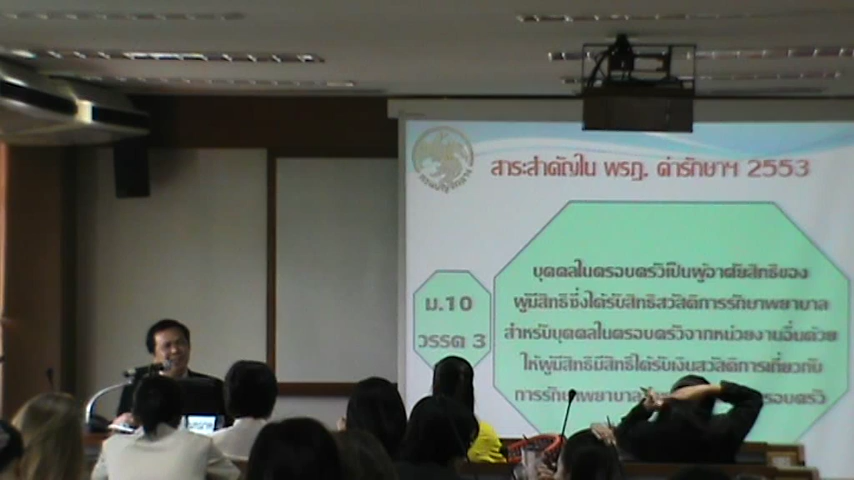 สาระสำคัญใน พรฎ. ค่ารักษาฯ 2553
ม.10
วรรค 3
บุคคลในครอบครัวเป็นผู้อาศัยสิทธิของ
ผู้มีสิทธิซึ่งได้รับสิทธิสวัสดิการรักษาพยาบาล
สำหรับบุคคลในครอบครัวจากหน่วยงานอื่นด้วย
ให้ผู้มีสิทธิมีสิทธิได้รับเงินสวัสดิการเกี่ยวกับ
การรักษาพยาบาล รอบครัว